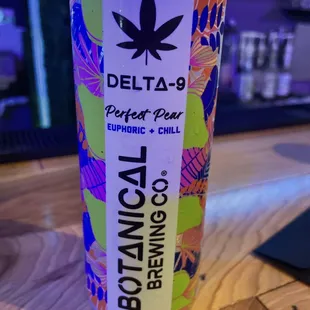 DELTA-9
Perfect Pear
EUPHORIC + CHILL
BOTANICAL
BREWING CO.®